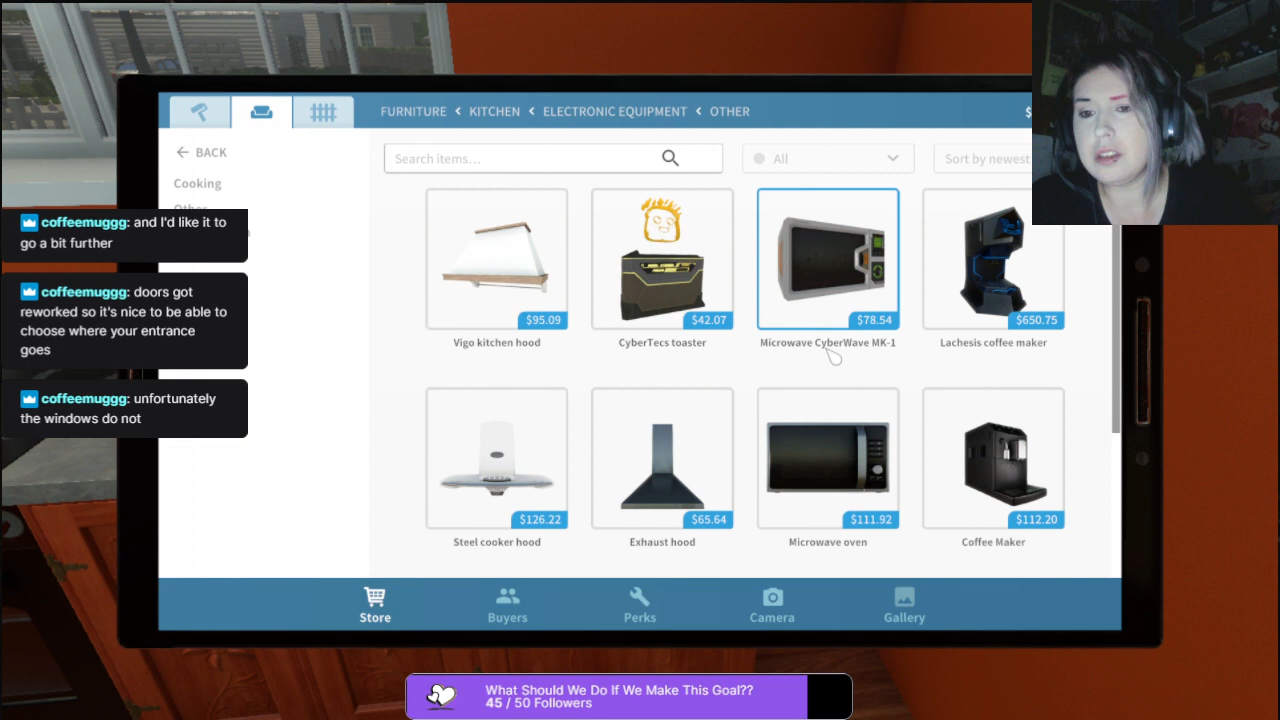 FURNITURE < KITCHEN < ELECTRONIC EQUIPMENT < OTHER
$
BACK
Search items...
All
Sort by newest
Cooking
Other
coffeemuggg: and I'd like it to
go a bit further
coffeemuggg: doors got
reworked so it's nice to be able to
choose where your entrance
goes
coffeemuggg: unfortunately
the windows do not
$95.09
$42.07
$78.54
$650.75
Vigo kitchen hood
CyberTecs toaster
Microwave CyberWave MK-1
Lachesis coffee maker
$126.22
$65.64
$111.92
$112.20
Steel cooker hood
Exhaust hood
Microwave oven
Coffee Maker
Store
Buyers
Perks
Camera
Gallery
What Should We Do If We Make This Goal??
45 / 50 Followers